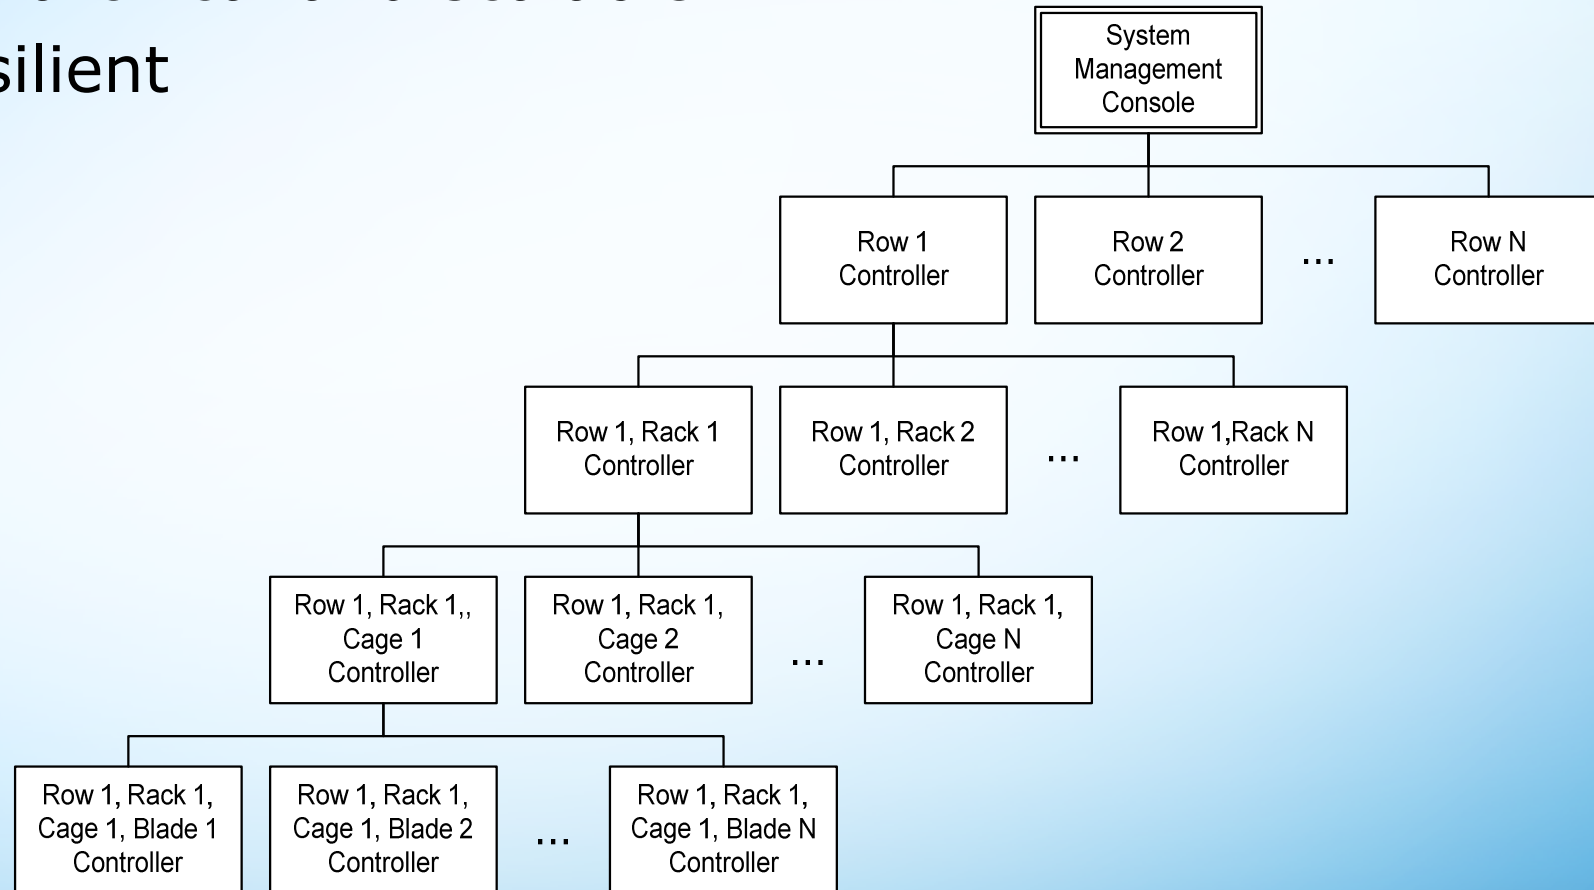 silient
System
Management
Console
Row 1
Controller
Row 2
Controller
...
Row N
Controller
Row 1, Rack 1
Controller
Row 1, Rack 2
Controller
...
Row 1,Rack N
Controller
Row 1, Rack 1,,
Cage 1
Controller
Row 1, Rack 1,
Cage 2
Controller
...
Row 1, Rack 1,
Cage N
Controller
Row 1, Rack 1,
Cage 1, Blade 1
Controller
Row 1, Rack 1,
Cage 1, Blade 2
Controller
...
Row 1, Rack 1,
Cage 1, Blade N
Controller